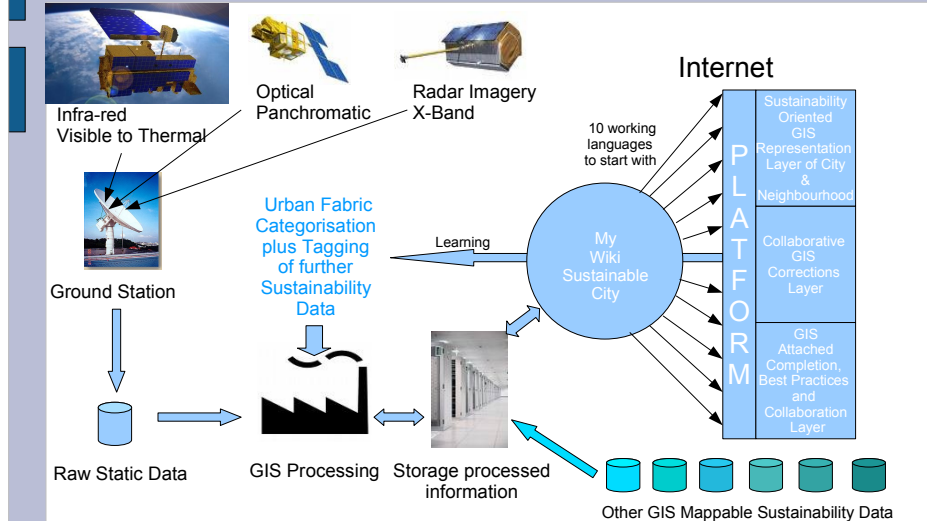 Infra-red
Visible to Thermal
Optical
Panchromatic
Radar Imagery
X-Band
Internet
10 working
languages
to start with
Sustainability
Oriented
GIS
Representation
Layer of City
&
Neighbourhood
PLATFORM
Urban Fabric
Categorisation
plus Tagging
of further
Sustainability
Data
Learning
My
Wiki
Sustainable
City
Collaborative
GIS
Corrections
Layer
Ground Station
GIS
Attached
Completion,
Best Practices
and
Collaboration
Layer
Raw Static Data
GIS Processing
Storage processed
information
Other GIS Mappable Sustainability Data